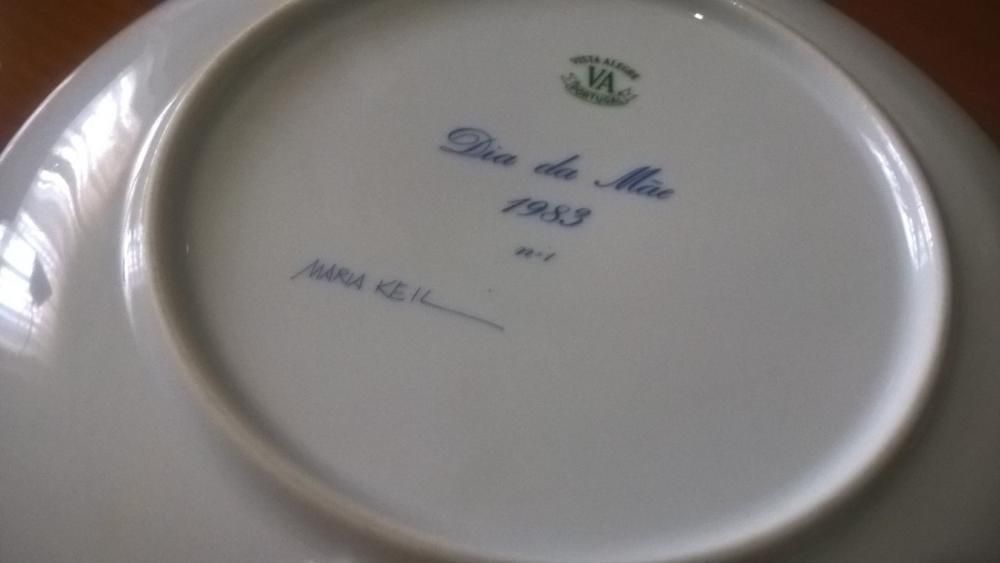 VISTA ALEGRE
VA
PORTUGAL
Dia da Mãe
1983
nº1
MARIA KEIL